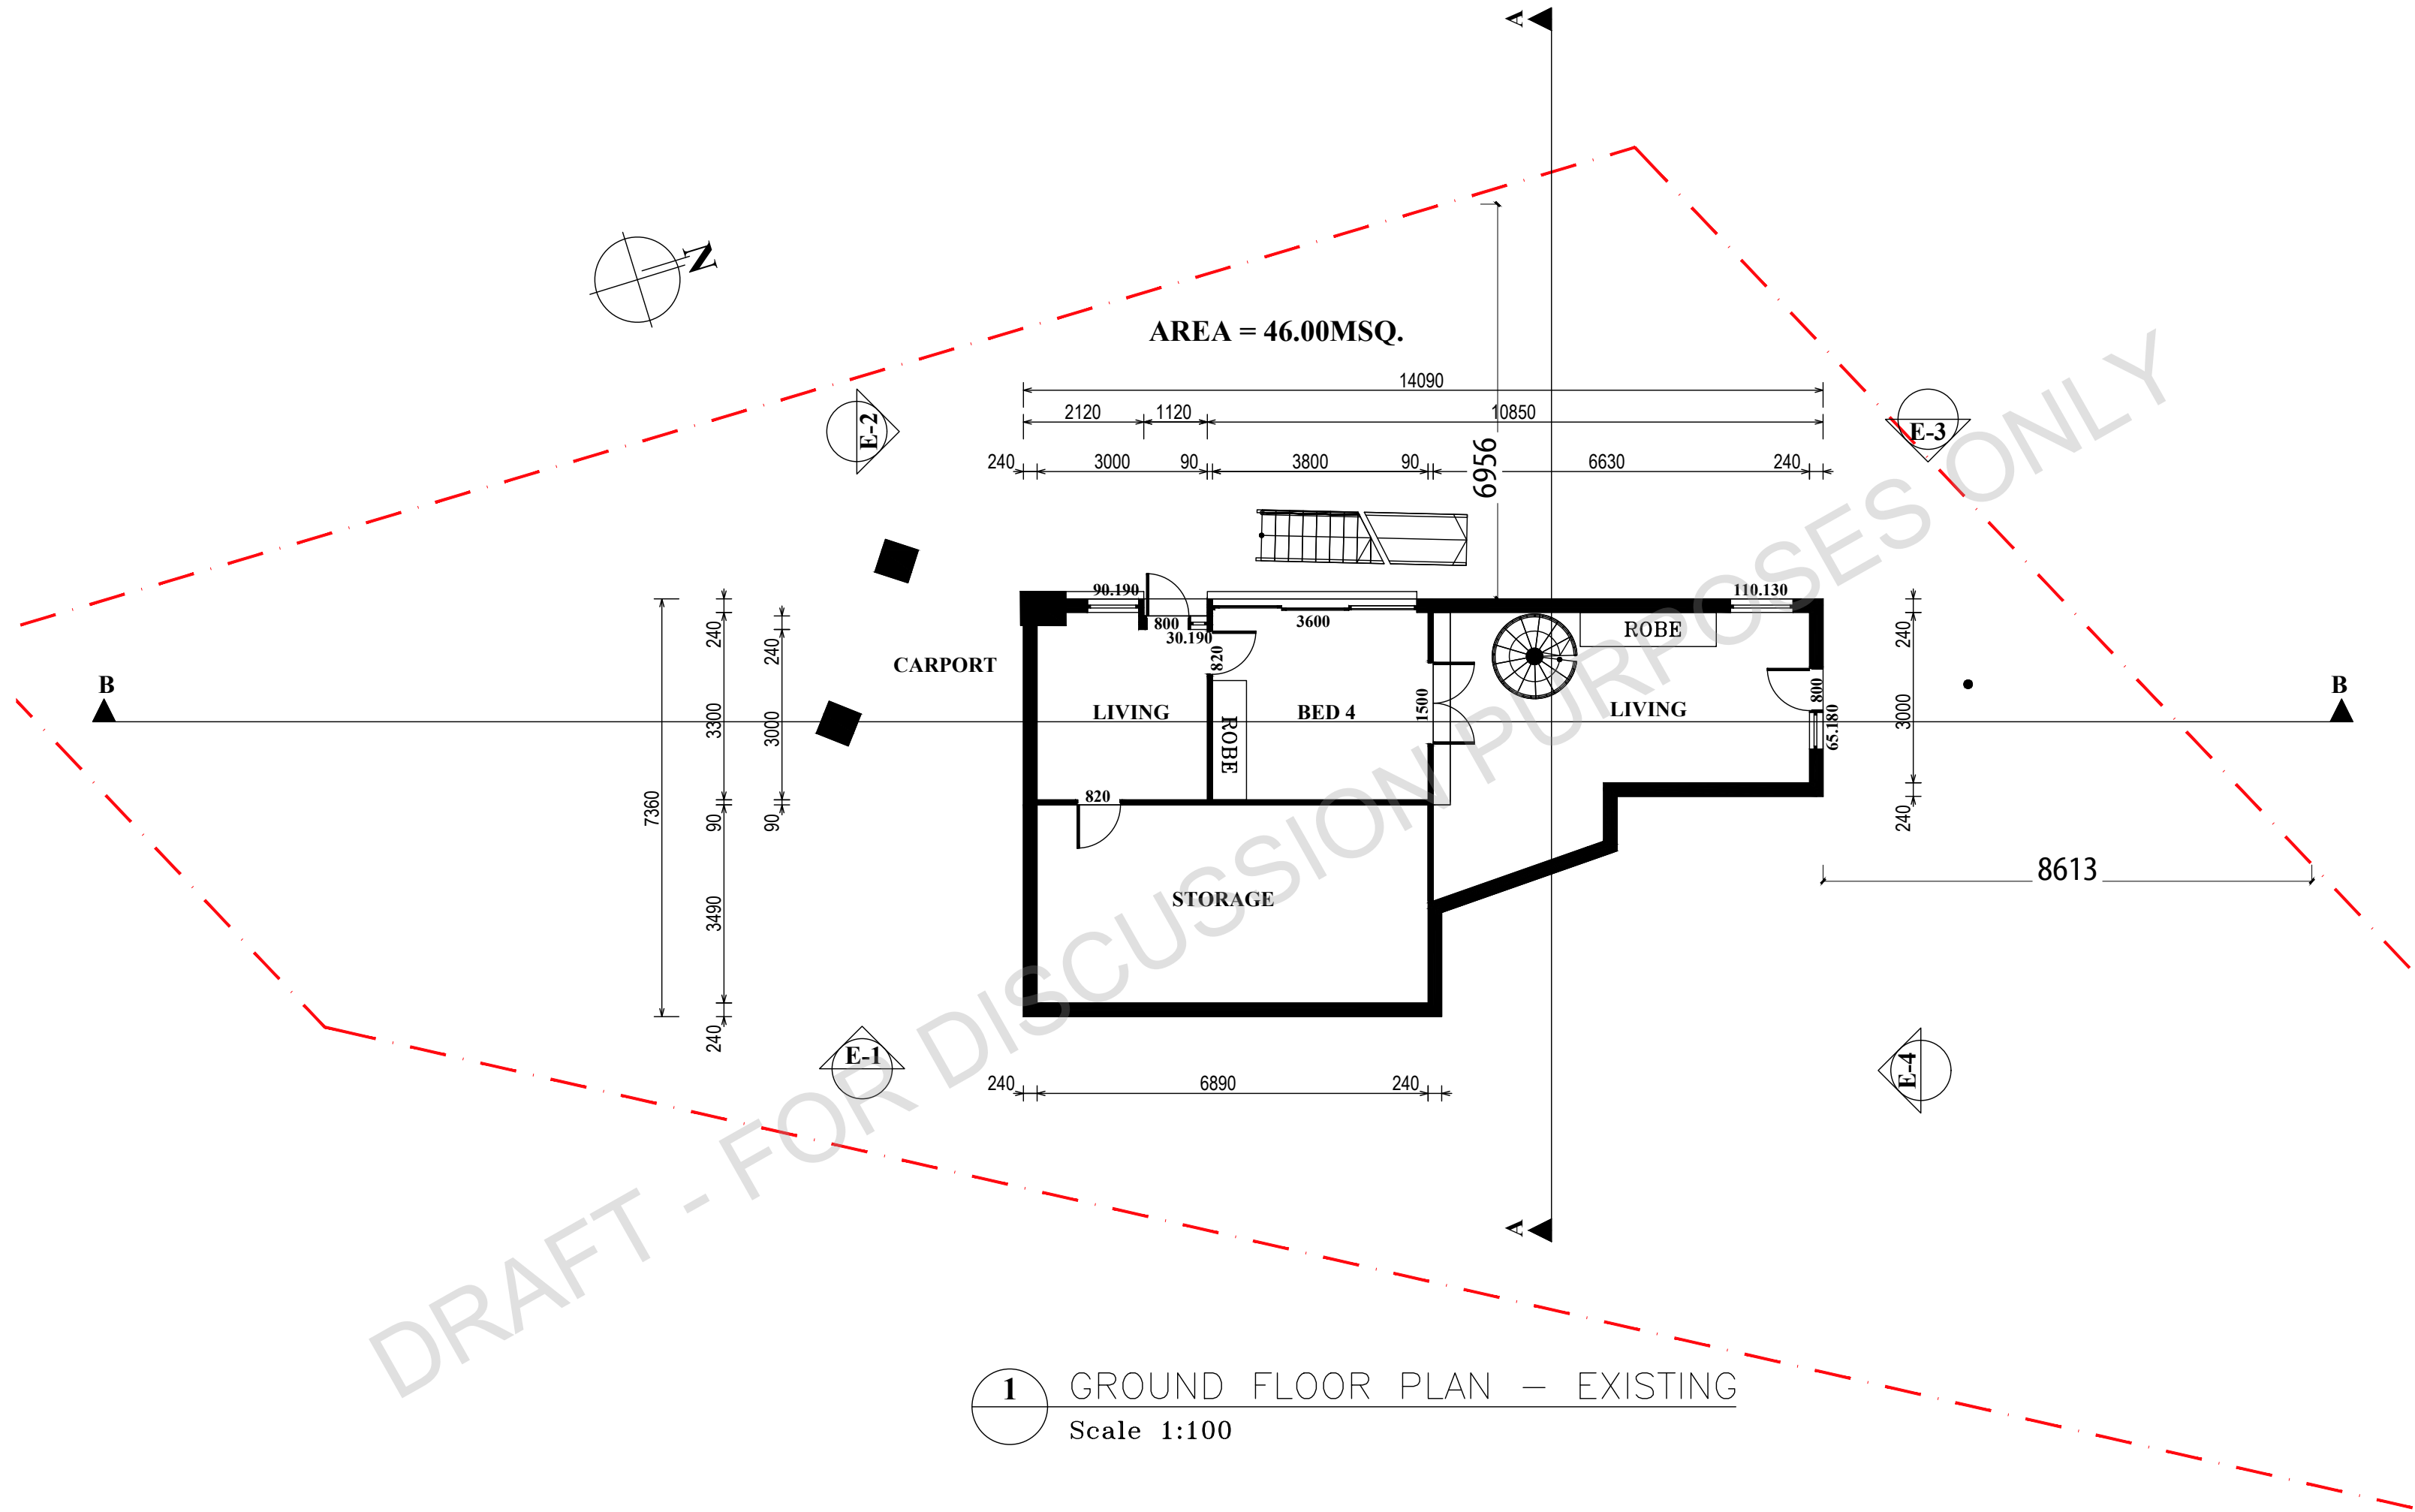 A
N
AREA = 46.00MSQ.
14090
2120
1120
10850
240
3000
90
3800
90
6630
240
6956
E-2
E-3
90.190
800
30.190
3600
110.130
ROBE
820
CARPORT
LIVING
ROBE
BED 4
1500
LIVING
800
65.180
B
B
240
3300
90
3490
240
7360
240
3000
90
240
3000
240
820
STORAGE
8613
E-1
E-4
240
6890
240
A
DRAFT - FOR DISCUSSION PURPOSES ONLY
1
GROUND FLOOR PLAN - EXISTING
Scale 1:100